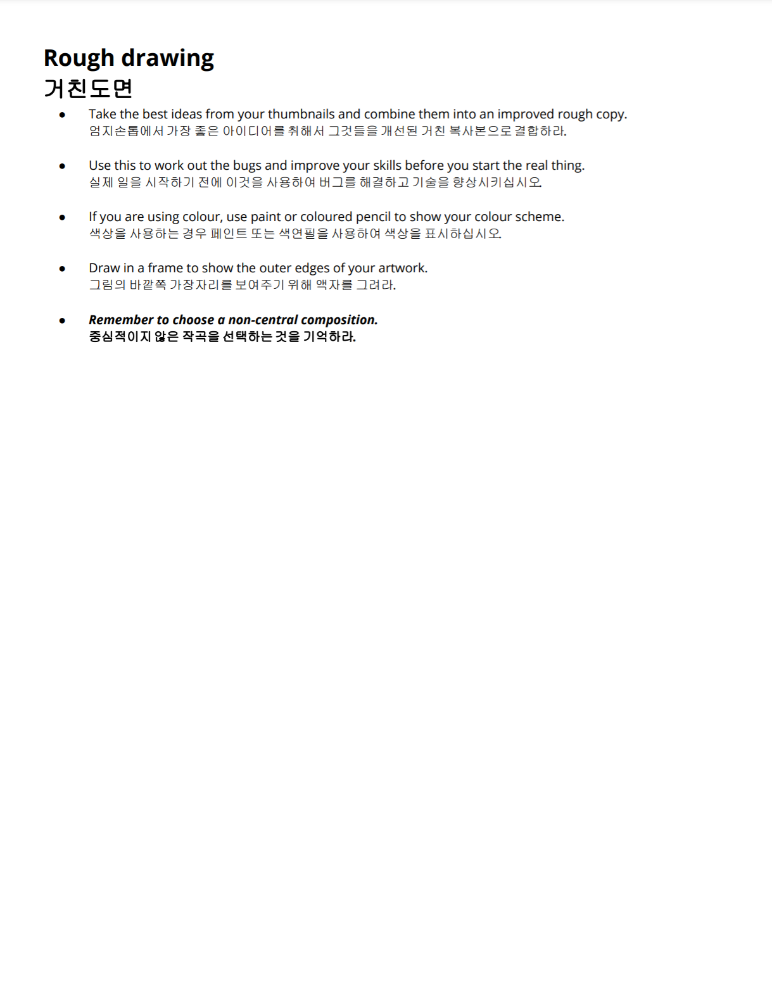 Rough drawing
거친도면
● Take the best ideas from your thumbnails and combine them into an improved rough copy.
엄지손톱에서 가장 좋은 아이디어를 취해서 그것들을 개선된 거친 복사본으로 결합하라.
● Use this to work out the bugs and improve your skills before you start the real thing.
실제 일을 시작하기 전에 이것을 사용하여 버그를 해결하고 기술을 향상시키십시오.
● If you are using colour, use paint or coloured pencil to show your colour scheme.
색상을 사용하는 경우 페인트 또는 색연필을 사용하여 색상을 표시하십시오.
● Draw in a frame to show the outer edges of your artwork.
그림의 바깥쪽 가장자리를 보여주기 위해 액자를 그려라.
● Remember to choose a non-central composition.
중심적이지 않은 작곡을 선택하는 것을 기억하라.